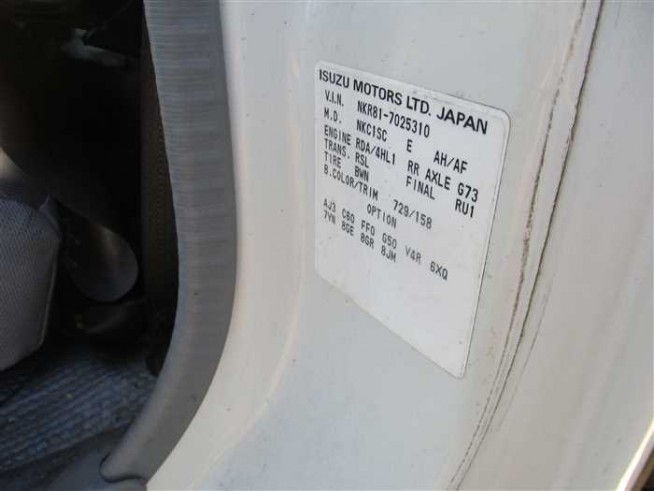 ISUZU MOTORS LTD. JAPAN
V.I.N. NKR81-7025310
M.D. NKC1SC E AH/AF
ENGINE RDA/4HL1 RR AXLE G73
TRANS. RSL FINAL RU1
TIRE BWN
B.COLOR/TRIM 729/158
OPTION
AJ3 C60 FF0 G50 V4R 6XQ
7YN 8GE 8GR 8JM